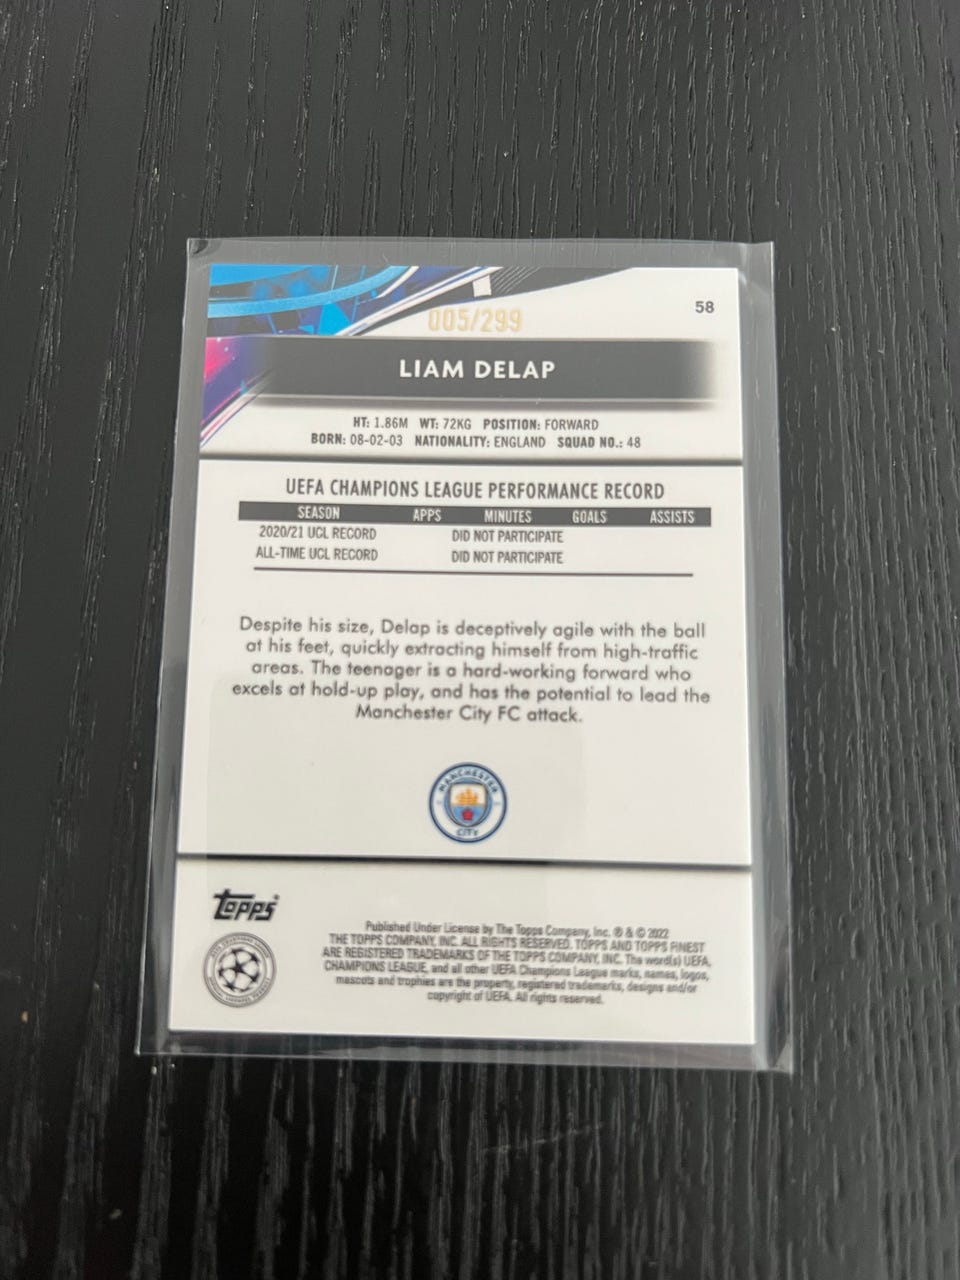 58
005/299
LIAM DELAP
HT: 1.86M WT: 72KG POSITION: FORWARD
BORN: 08-02-03 NATIONALITY: ENGLAND SQUAD NO.: 48
UEFA CHAMPIONS LEAGUE PERFORMANCE RECORD
SEASON APPS MINUTES GOALS ASSISTS
2020/21 UCL RECORD DID NOT PARTICIPATE
ALL-TIME UCL RECORD DID NOT PARTICIPATE
Despite his size, Delap is deceptively agile with the ball
at his feet, quickly extracting himself from high-traffic
areas. The teenager is a hard-working forward who
excels at hold-up play, and has the potential to lead the
Manchester City FC attack.
MANCHESTER
CITY
Topps®
Published Under License by The Topps Company, Inc. ® & © 2022
THE TOPPS COMPANY, INC. ALL RIGHTS RESERVED. TOPPS AND TOPPS FINEST
ARE REGISTERED TRADEMARKS OF THE TOPPS COMPANY, INC. The word(s) UEFA,
CHAMPIONS LEAGUE, and all other UEFA Champions League marks, names, logos,
mascots and trophies are the property, registered trademarks, designs and/or
copyright of UEFA. All rights reserved.